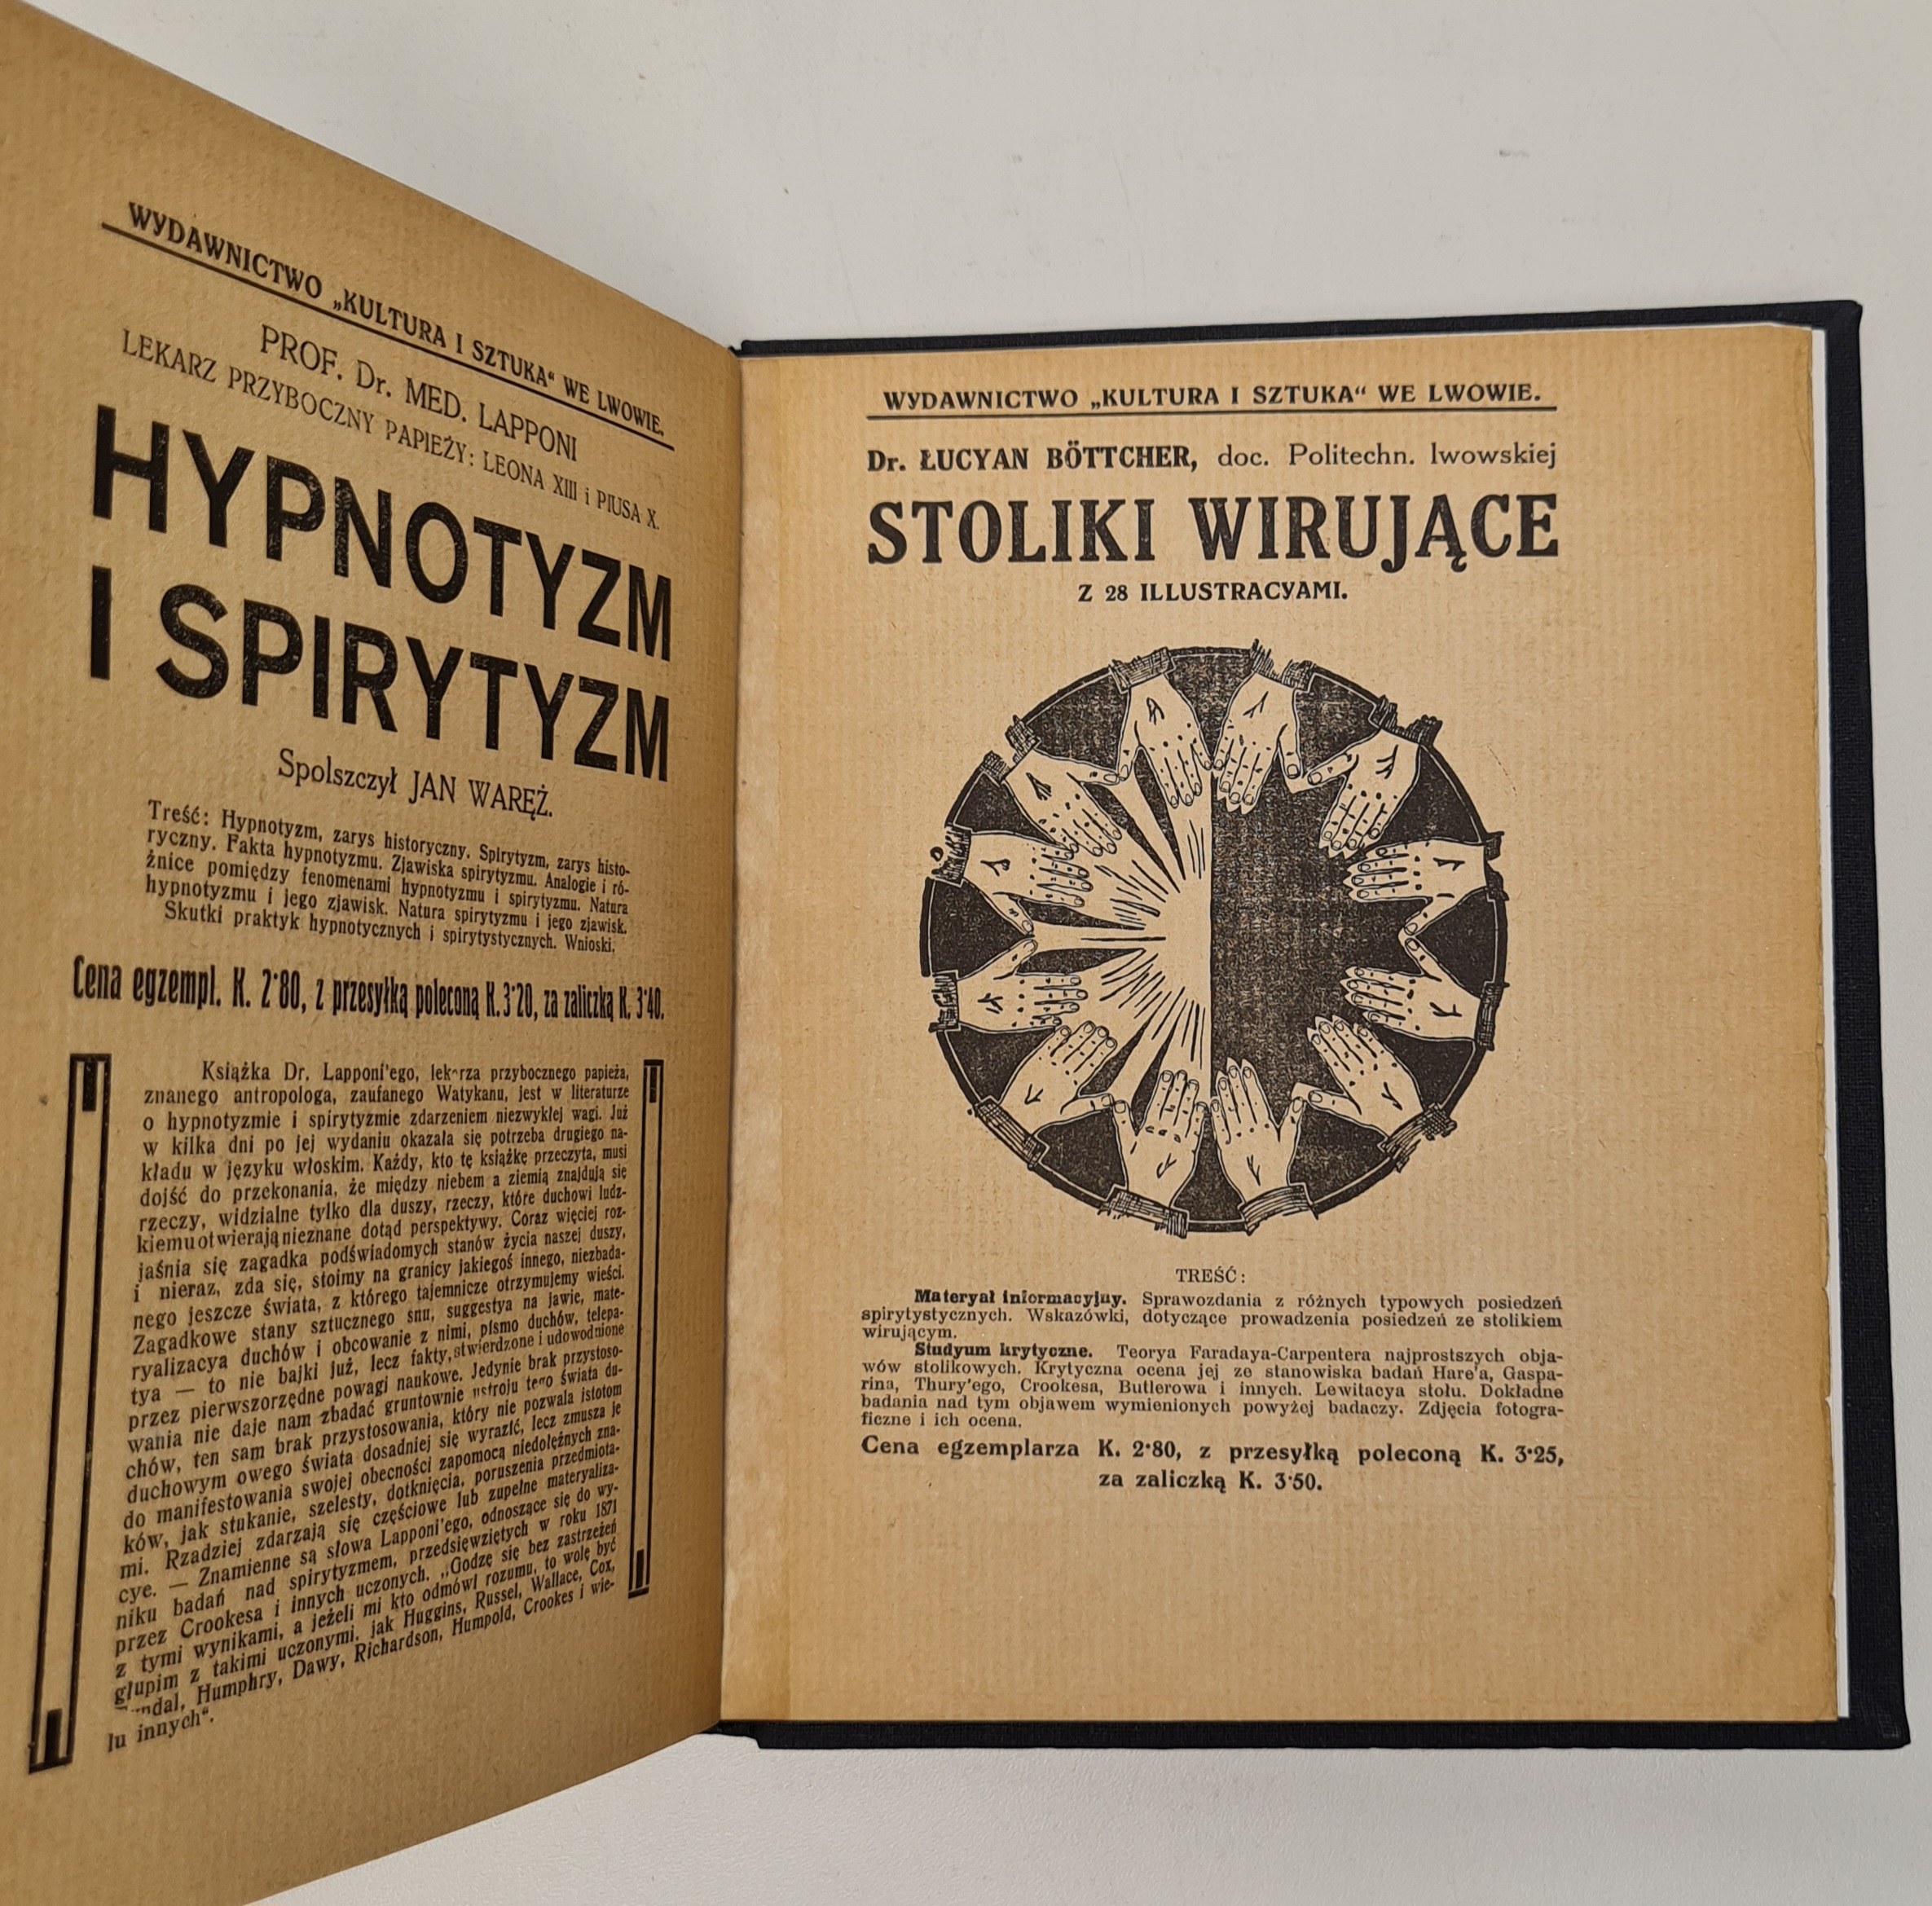 WYDAWNICTWO „KULTURA I SZTUKA“ WE LWOWIE.
PROF. Dr. MED. LAPPONI
LEKARZ PRZYBOCZNY PAPIEŻY: LEONA XIII i PIUSA X.
HYPNOTYZM
I SPIRYTYZM
Spolszczył JAN WARĘŻ.
Treść: Hypnotyzm, zarys historyczny. Spirytyzm, zarys histo-
ryczny. Fakta hypnotyzmu. Zjawiska spirytyzmu. Analogie i ró-
żnice pomiędzy fenomenami hypnotyzmu i spirytyzmu. Natura
hypnotyzmu i jego zjawisk. Natura spirytyzmu i jego zjawisk.
Skutki praktyk hypnotycznych i spirytystycznych. Wnioski.
Cena egzempl. K. 2·80, z przesyłką poleconą K. 3·20, za zaliczką K. 3·40.
Książka Dr. Lapponi'ego, lekarza przybocznego papieża,
znanego antropologa, zaufanego Watykanu, jest w literaturze
o hypnotyzmie i spirytyzmie zdarzeniem niezwykłej wagi. Już
w kilka dni po jej wydaniu okazała się potrzeba drugiego na-
kładu w języku włoskim. Każdy, kto tę książkę przeczyta, musi
dojść do przekonania, że między niebem a ziemią znajdują się
rzeczy, widzialne tylko dla duszy, rzeczy, które duchowi ludz-
kiemu otwierają nieznane dotąd perspektywy. Coraz więcej roz-
jaśnia się zagadka podświadomych stanów życia naszej duszy,
i nieraz, zda się, stoimy na granicy jakiegoś innego, niezbada-
nego jeszcze świata, z którego tajemnicze otrzymujemy wieści.
Zagadkowe stany sztucznego snu, suggestya na jawie, mate-
ryalizacya duchów i obcowanie z nimi, pismo duchów, telepa-
tya — to nie bajki już, lecz fakty, stwierdzone i udowodnione
przez pierwszorzędne powagi naukowe. Jedynie brak przystoso-
wania nie daje nam zbadać gruntownie ustroju tego świata du-
chów, ten sam brak przystosowania, który nie pozwala istotom
duchowym owego świata dosadniej się wyrazić, lecz zmusza je
do manifestowania swojej obecności zapomocą niedolężnych zna-
ków, jak stukanie, szelesty, dotknięcia, poruszenia przedmiota-
mi. Rzadziej zdarzają się częściowe lub zupełne materyaliza-
cye. — Znamienne są słowa Lapponi'ego, odnoszące się do wy-
niku badań nad spirytyzmem, przedsięwziętych w roku 1871
przez Crookesa i innych uczonych. „Godzę się bez zastrzeżeń
z tymi wynikami, a jeżeli mi kto odmówi rozumu, to wolę być
głupim z takimi uczonymi, jak Huggins, Russel, Wallace, Cox,
Humphry, Dawy, Richardson, Humpold, Crookes i wie-
lu innych“.
WYDAWNICTWO „KULTURA I SZTUKA“ WE LWOWIE.
Dr. ŁUCYAN BÖTTCHER, doc. Politechn. lwowskiej
STOLIKI WIRUJĄCE
Z 28 ILLUSTRACYAMI.
TREŚĆ:
Materyał informacyjny. Sprawozdania z różnych typowych posiedzeń
spirytystycznych. Wskazówki, dotyczące prowadzenia posiedzeń ze stolikiem
wirującym.
Studyum krytyczne. Teorya Faradaya-Carpentera najprostszych obja-
wów stolikowych. Krytyczna ocena jej ze stanowiska badań Hare'a, Gaspa-
rina, Thury'ego, Crookesa, Butlerowa i innych. Lewitacya stołu. Dokładne
badania nad tym objawem wymienionych powyżej badaczy. Zdjęcia fotogra-
ficzne i ich ocena.
Cena egzemplarza K. 2·80, z przesyłką poleconą K. 3·25,
za zaliczką K. 3·50.